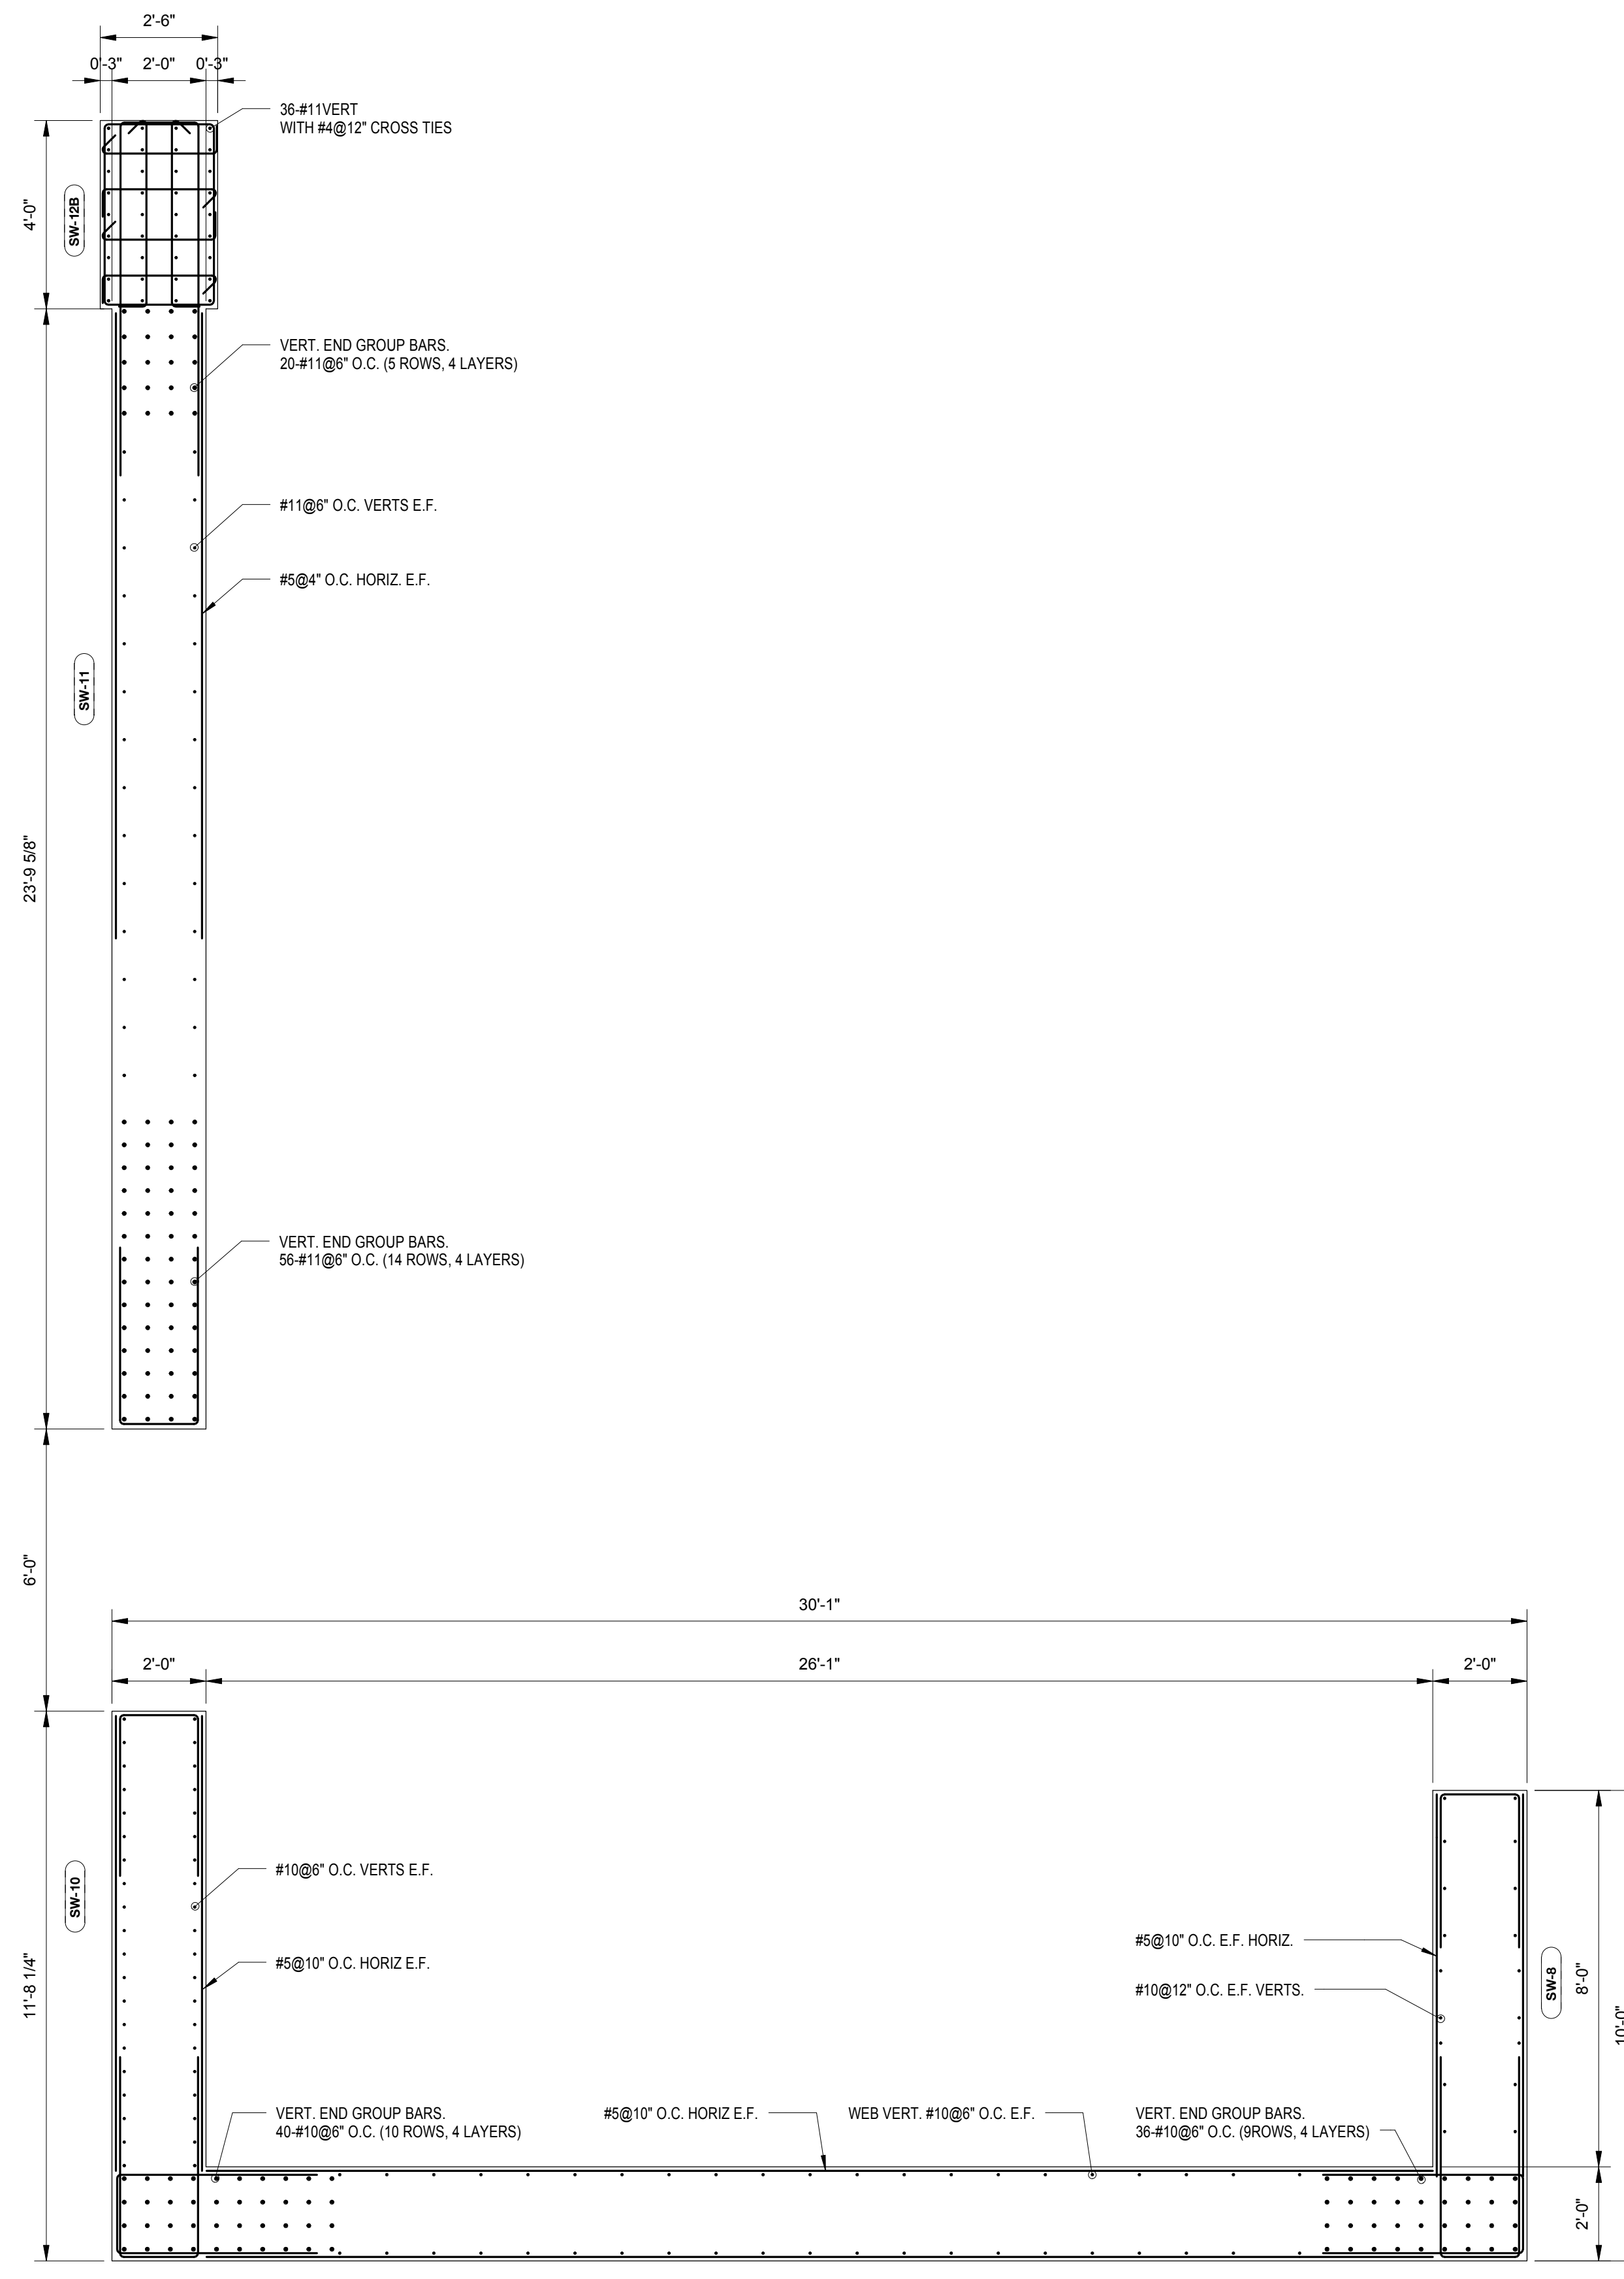 2'-6"
0'-3" 2'-0" 0'-3"
36-#11VERT
WITH #4@12" CROSS TIES
4'-0"
SW-12B
VERT. END GROUP BARS.
20-#11@6" O.C. (5 ROWS, 4 LAYERS)
#11@6" O.C. VERTS E.F.
#5@4" O.C. HORIZ. E.F.
SW-11
23'-9 5/8"
VERT. END GROUP BARS.
56-#11@6" O.C. (14 ROWS, 4 LAYERS)
6'-0"
30'-1"
2'-0" 26'-1" 2'-0"
#10@6" O.C. VERTS E.F.
SW-10
#5@10" O.C. HORIZ E.F.
11'-8 1/4"
#5@10" O.C. E.F. HORIZ.
#10@12" O.C. E.F. VERTS.
SW-8
8'-0"
10'-0"
VERT. END GROUP BARS.
40-#10@6" O.C. (10 ROWS, 4 LAYERS)
#5@10" O.C. HORIZ E.F.
WEB VERT. #10@6" O.C. E.F.
VERT. END GROUP BARS.
36-#10@6" O.C. (9ROWS, 4 LAYERS)
2'-0"